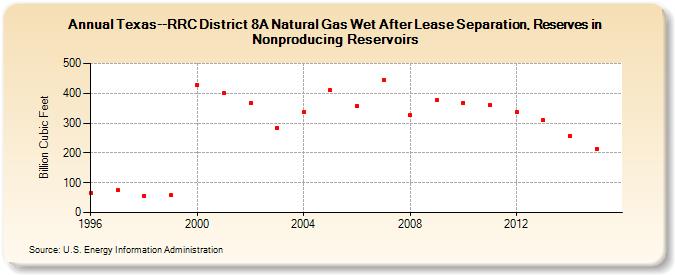 Annual Texas--RRC District 8A Natural Gas Wet After Lease Separation, Reserves in
Nonproducing Reservoirs
Billion Cubic Feet
500
400
300
200
100
0
1996
2000
2004
2008
2012
Source: U.S. Energy Information Administration